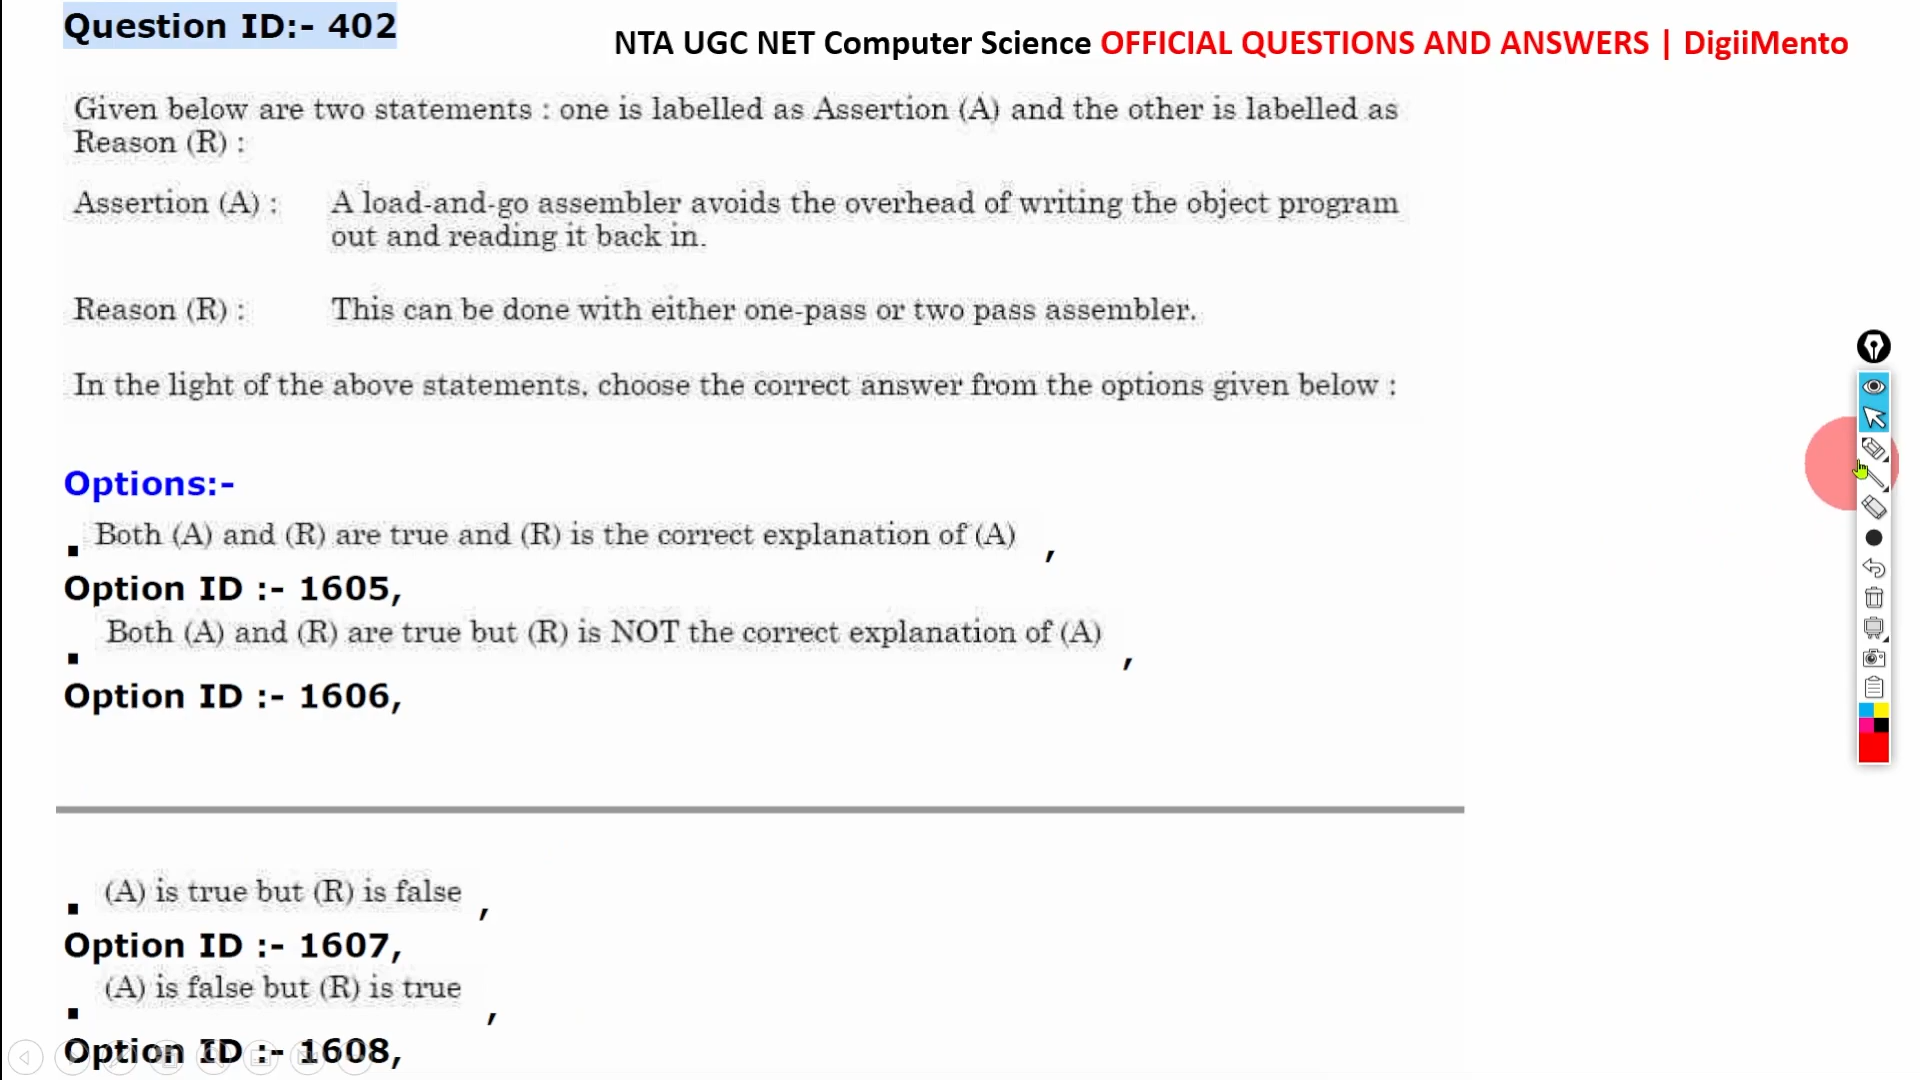 Question ID:- 402
NTA UGC NET Computer Science OFFICIAL QUESTIONS AND ANSWERS | DigiiMento
Given below are two statements : one is labelled as Assertion (A) and the other is labelled as
Reason (R) :
Assertion (A) : A load-and-go assembler avoids the overhead of writing the object program
out and reading it back in.
Reason (R) : This can be done with either one-pass or two pass assembler.
In the light of the above statements, choose the correct answer from the options given below :
Options:-
Both (A) and (R) are true and (R) is the correct explanation of (A) ,
Option ID :- 1605,
Both (A) and (R) are true but (R) is NOT the correct explanation of (A) ,
Option ID :- 1606,
(A) is true but (R) is false ,
Option ID :- 1607,
(A) is false but (R) is true ,
Option ID :- 1608,